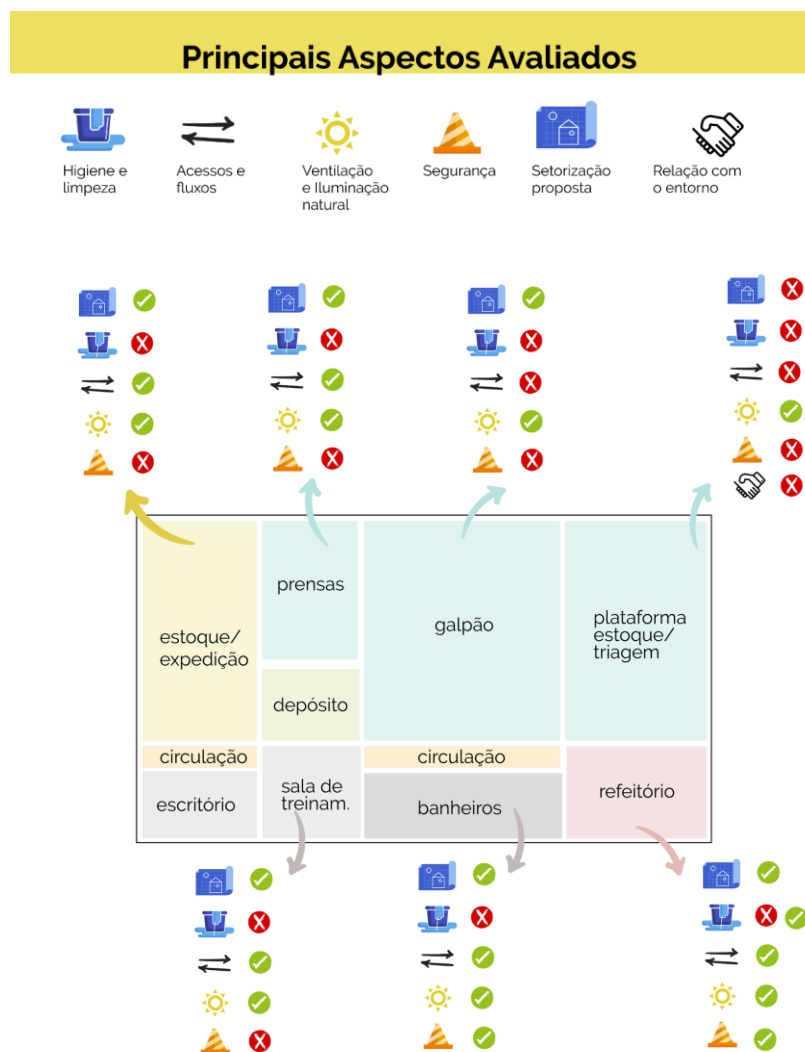 Principais Aspectos Avaliados
Higiene e
limpeza
Acessos e
fluxos
Ventilação
e Iluminação
natural
Segurança
Setorização
proposta
Relação com
o entorno
estoque/
expedição
prensas
depósito
galpão
plataforma
estoque/
triagem
circulação
escritório
sala de
treinam.
circulação
banheiros
refeitório